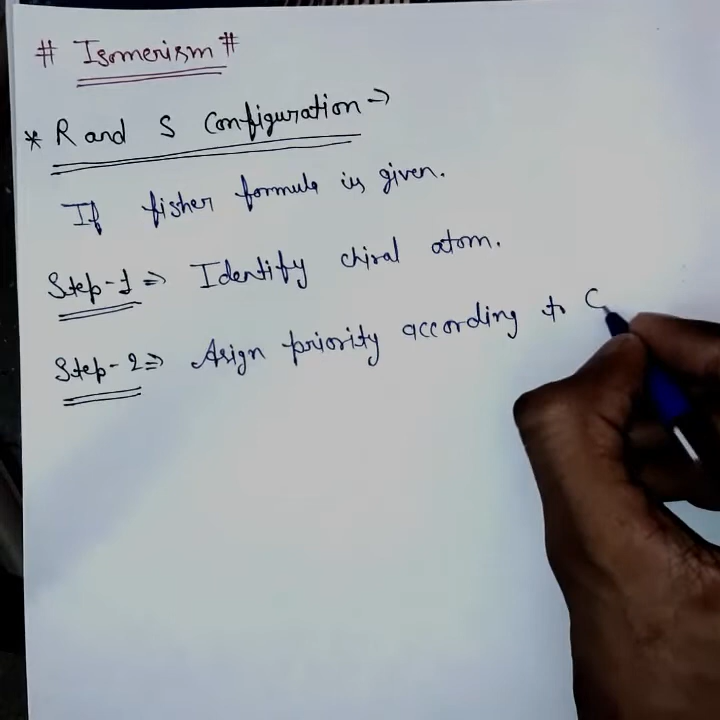 # Isomerism #
* R and S Configuration →
If fisher formula is given.
Step-1 ⇒ Identify chiral atom.
Step-2 ⇒ Asign priority according to C